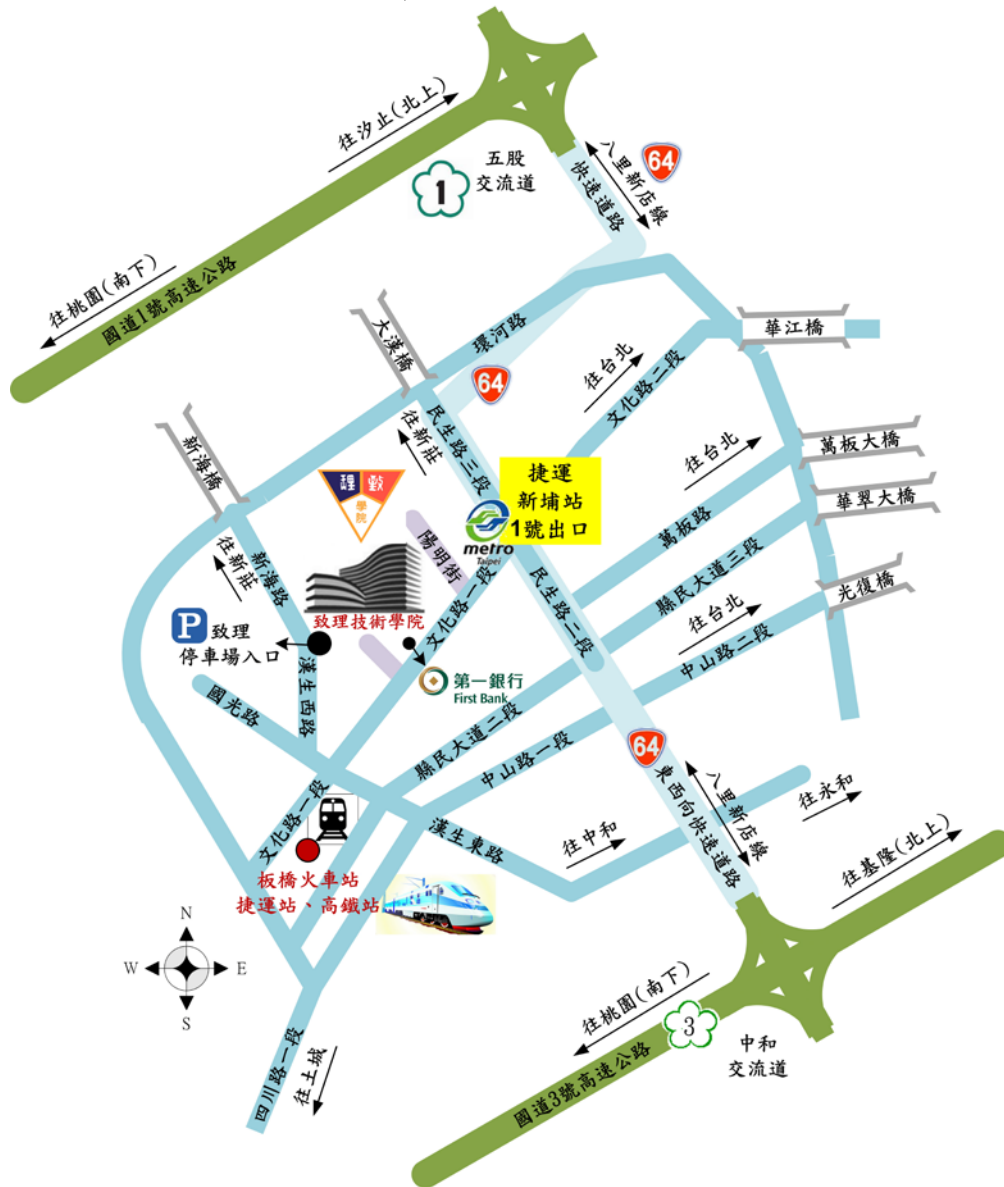 往汐止(北上)
五股
交流道
1
64
八里新店線
快速道路
往桃園(南下)
國道1號高速公路
大漢橋
環河路
華江橋
64
往台北
文化路二段
民生路三段
往新莊
新海橋
捷運
新埔站
1號出口
往台北
萬板大橋
理 致
學院
metro
Taipei
華翠大橋
陽明街
萬板路
新海路
往新莊
縣民大道三段
文化路一段
民生路二段
光復橋
致理技術學院
往台北
P 致理
停車場入口
中山路二段
第一銀行
First Bank
漢生西路
國光路
縣民大道二段
中山路一段
64
東西向快速道路
八里新店線
往永和
文化路一段
漢生東路
往中和
往基隆(北上)
板橋火車站
捷運站、高鐵站
N
W
E
S
往桃園(南下)
3
中和
交流道
國道3號高速公路
四川路一段
往土城